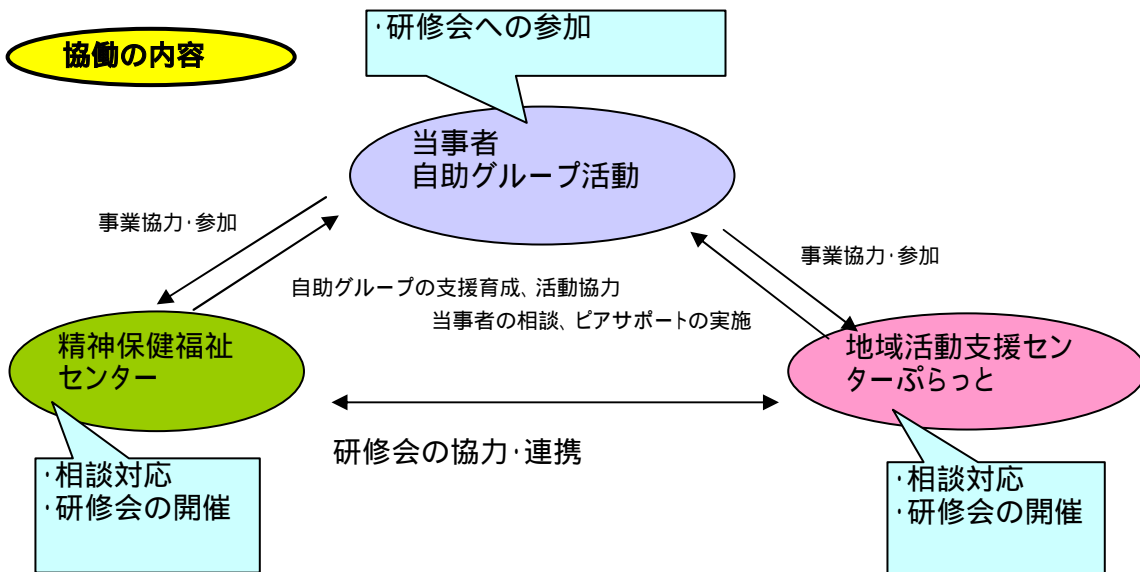 協働の内容
･研修会への参加
当事者
自助グループ活動
事業協力･参加
事業協力･参加
自助グループの支援育成、活動協力
当事者の相談、ピアサポートの実施
精神保健福祉
センター
地域活動支援セン
ターぷらっと
研修会の協力･連携
･相談対応
･研修会の開催
･相談対応
･研修会の開催